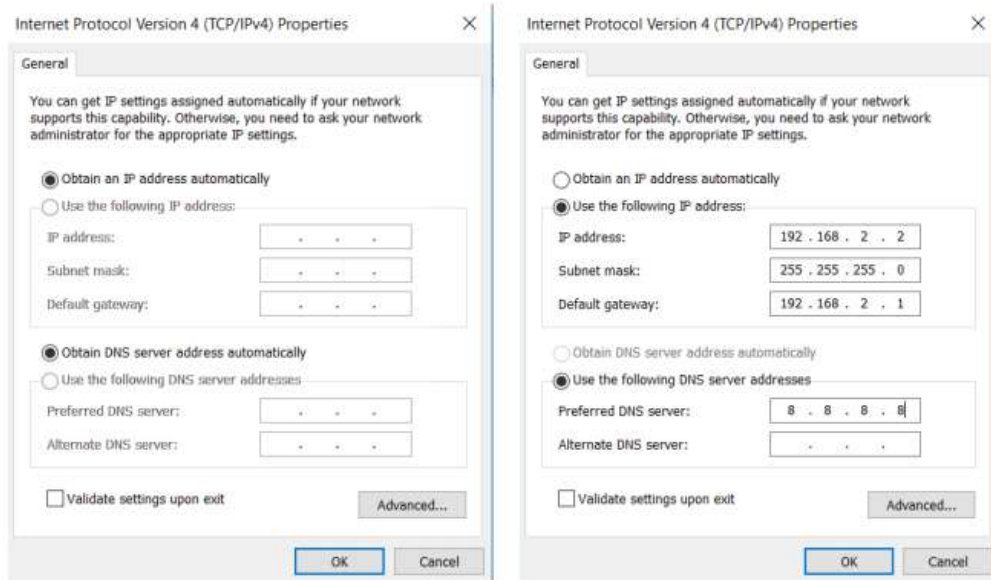 Internet Protocol Version 4 (TCP/IPv4) Properties
General
You can get IP settings assigned automatically if your network
supports this capability. Otherwise, you need to ask your network
administrator for the appropriate IP settings.
Obtain an IP address automatically
Use the following IP address:
IP address:
Subnet mask:
Default gateway:
Obtain DNS server address automatically
Use the following DNS server addresses
Preferred DNS server:
Alternate DNS server:
Validate settings upon exit
Advanced...
OK Cancel
Internet Protocol Version 4 (TCP/IPv4) Properties
General
You can get IP settings assigned automatically if your network
supports this capability. Otherwise, you need to ask your network
administrator for the appropriate IP settings.
Obtain an IP address automatically
Use the following IP address:
IP address: 192 . 168 . 2 . 2
Subnet mask: 255 . 255 . 255 . 0
Default gateway: 192 . 168 . 2 . 1
Obtain DNS server address automatically
Use the following DNS server addresses
Preferred DNS server: 8 . 8 . 8 . 8
Alternate DNS server:
Validate settings upon exit
Advanced...
OK Cancel